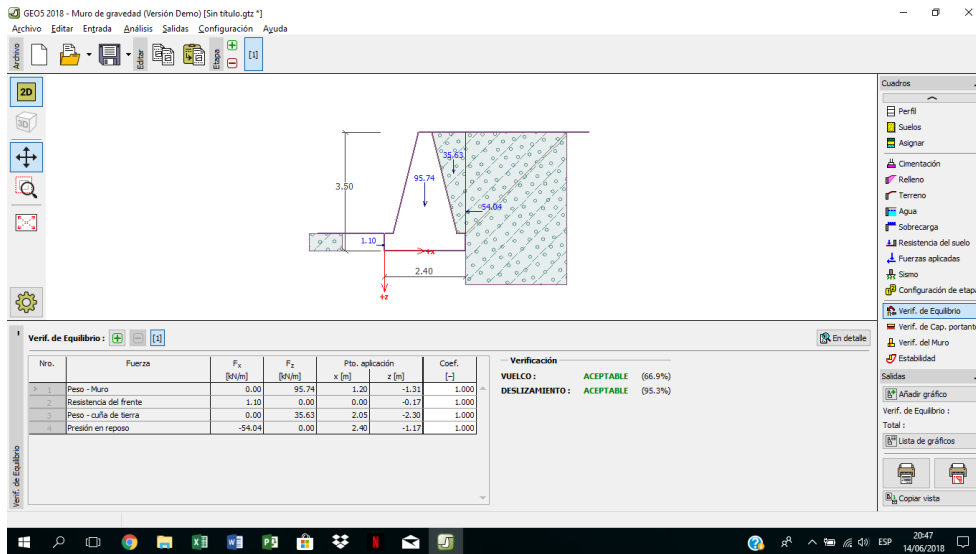 GEO5 2018 - Muro de gravedad (Versión Demo) [Sin título.gtz *]
Archivo Editar Entrada Análisis Salidas Configuración Ayuda
Archivo
Editar
Etapa
[1]
2D
3D
3.50
35.63
95.74
54.04
1.10
+x
2.40
+z
Cuadros
Perfil
Suelos
Asignar
Cimentación
Relleno
Terreno
Agua
Sobrecarga
Resistencia del suelo
Fuerzas aplicadas
Sismo
Configuración de etapa
Verif. de Equilibrio
Verif. de Cap. portante
Verif. del Muro
Estabilidad
Salidas
Añadir gráfico
Verif. de Equilibrio :
Total :
Lista de gráficos
Copiar vista
Verif. de Equilibrio
Verif. de Equilibrio : [1] En detalle
Nro. Fuerza Fx Fz Pto. aplicación Coef.
[kN/m] [kN/m] x [m] z [m] [-]
> 1 Peso - Muro 0.00 95.74 1.20 -1.31 1.000
2 Resistencia del frente 1.10 0.00 0.00 -0.17 1.000
3 Peso - cuña de tierra 0.00 35.63 2.05 -2.30 1.000
4 Presión en reposo -54.04 0.00 2.40 -1.17 1.000
Verificación
VUELCO : ACEPTABLE (66.9%)
DESLIZAMIENTO : ACEPTABLE (95.3%)
ESP
20:47
14/06/2018